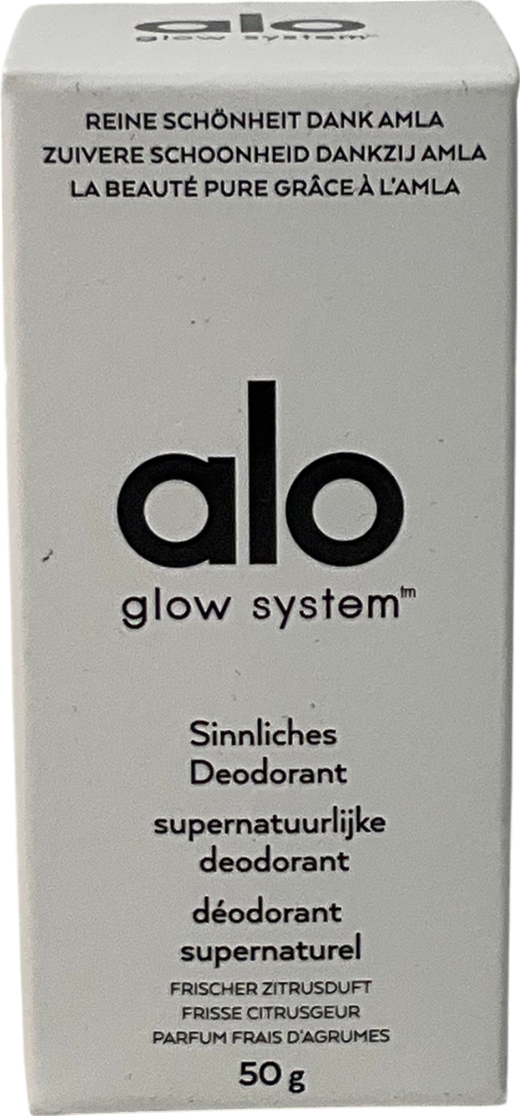 alo
glow system
REINE SCHÖNHEIT DANK AMLA
ZUIVERE SCHOONHEID DANKZIJ AMLA
LA BEAUTÉ PURE GRÂCE À L'AMLA
alo
glow system™
Sinnliches
Deodorant
supernatuurlijke
deodorant
déodorant
supernaturel
FRISCHER ZITRUSDUFT
FRISSE CITRUSGEUR
PARFUM FRAIS D'AGRUMES
50 g